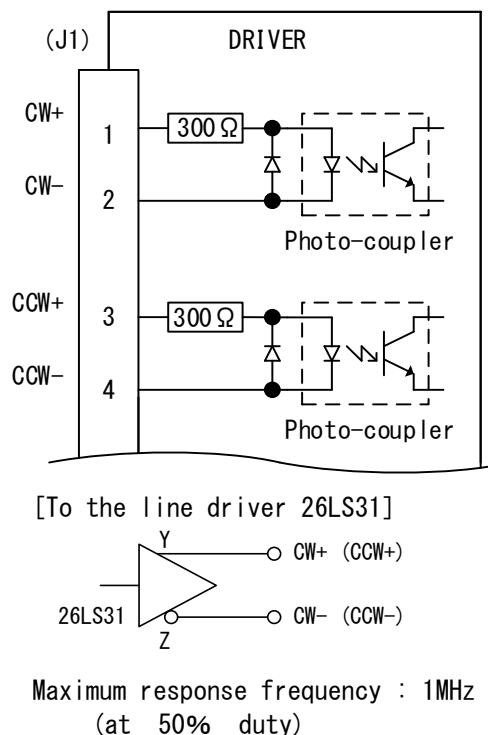 (J1) DRIVER
CW+ 1 300Ω
CW- 2
Photo-coupler
CCW+ 3 300Ω
CCW- 4
Photo-coupler
[To the line driver 26LS31]
Y CW+ (CCW+)
26LS31 CW- (CCW-)
Z
Maximum response frequency : 1MHz
(at 50% duty)